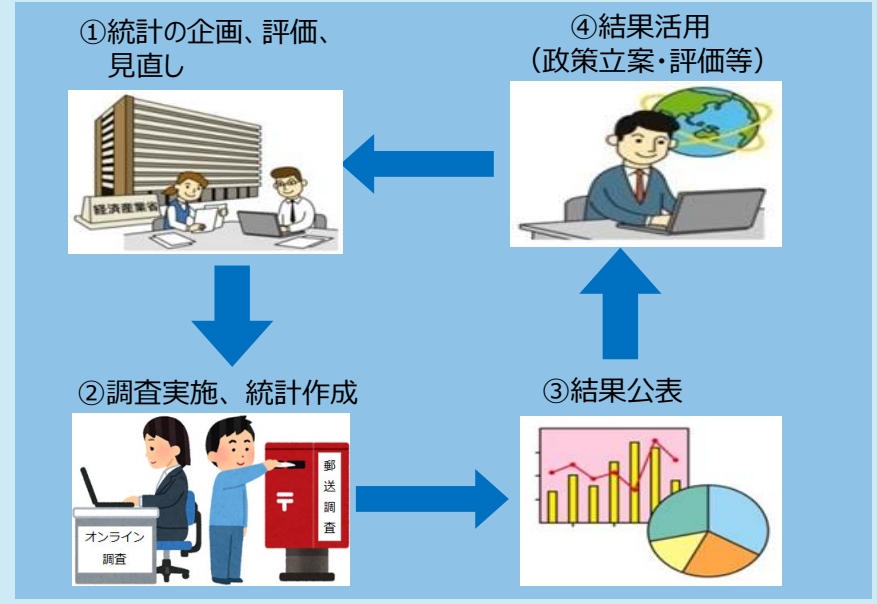 ①統計の企画、評価、
見直し
経済産業省
④結果活用
（政策立案・評価等）
②調査実施、統計作成
オンライン
調査
郵送調査
〒
③結果公表